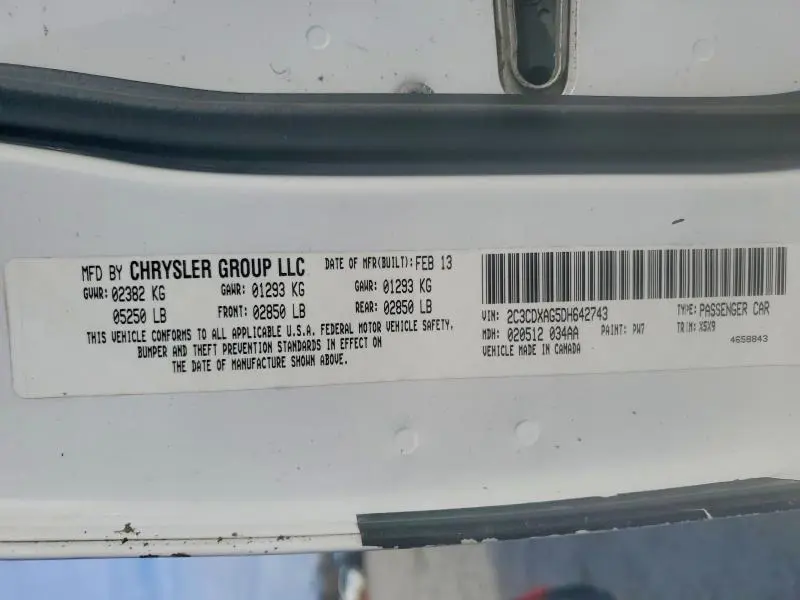 MFD BY CHRYSLER GROUP LLC DATE OF MFR(BUILT): FEB 13
GVWR: 02382 KG GAWR: 01293 KG GAWR: 01293 KG
05250 LB FRONT: 02850 LB REAR: 02850 LB
THIS VEHICLE CONFORMS TO ALL APPLICABLE U.S.A. FEDERAL MOTOR VEHICLE SAFETY,
BUMPER AND THEFT PREVENTION STANDARDS IN EFFECT ON
THE DATE OF MANUFACTURE SHOWN ABOVE.
VIN: 2C3CDXAG5DH642743 TYPE: PASSENGER CAR
MDH: 020512 034AA PAINT: PW7 TRIM: X5X9
VEHICLE MADE IN CANADA 4658843